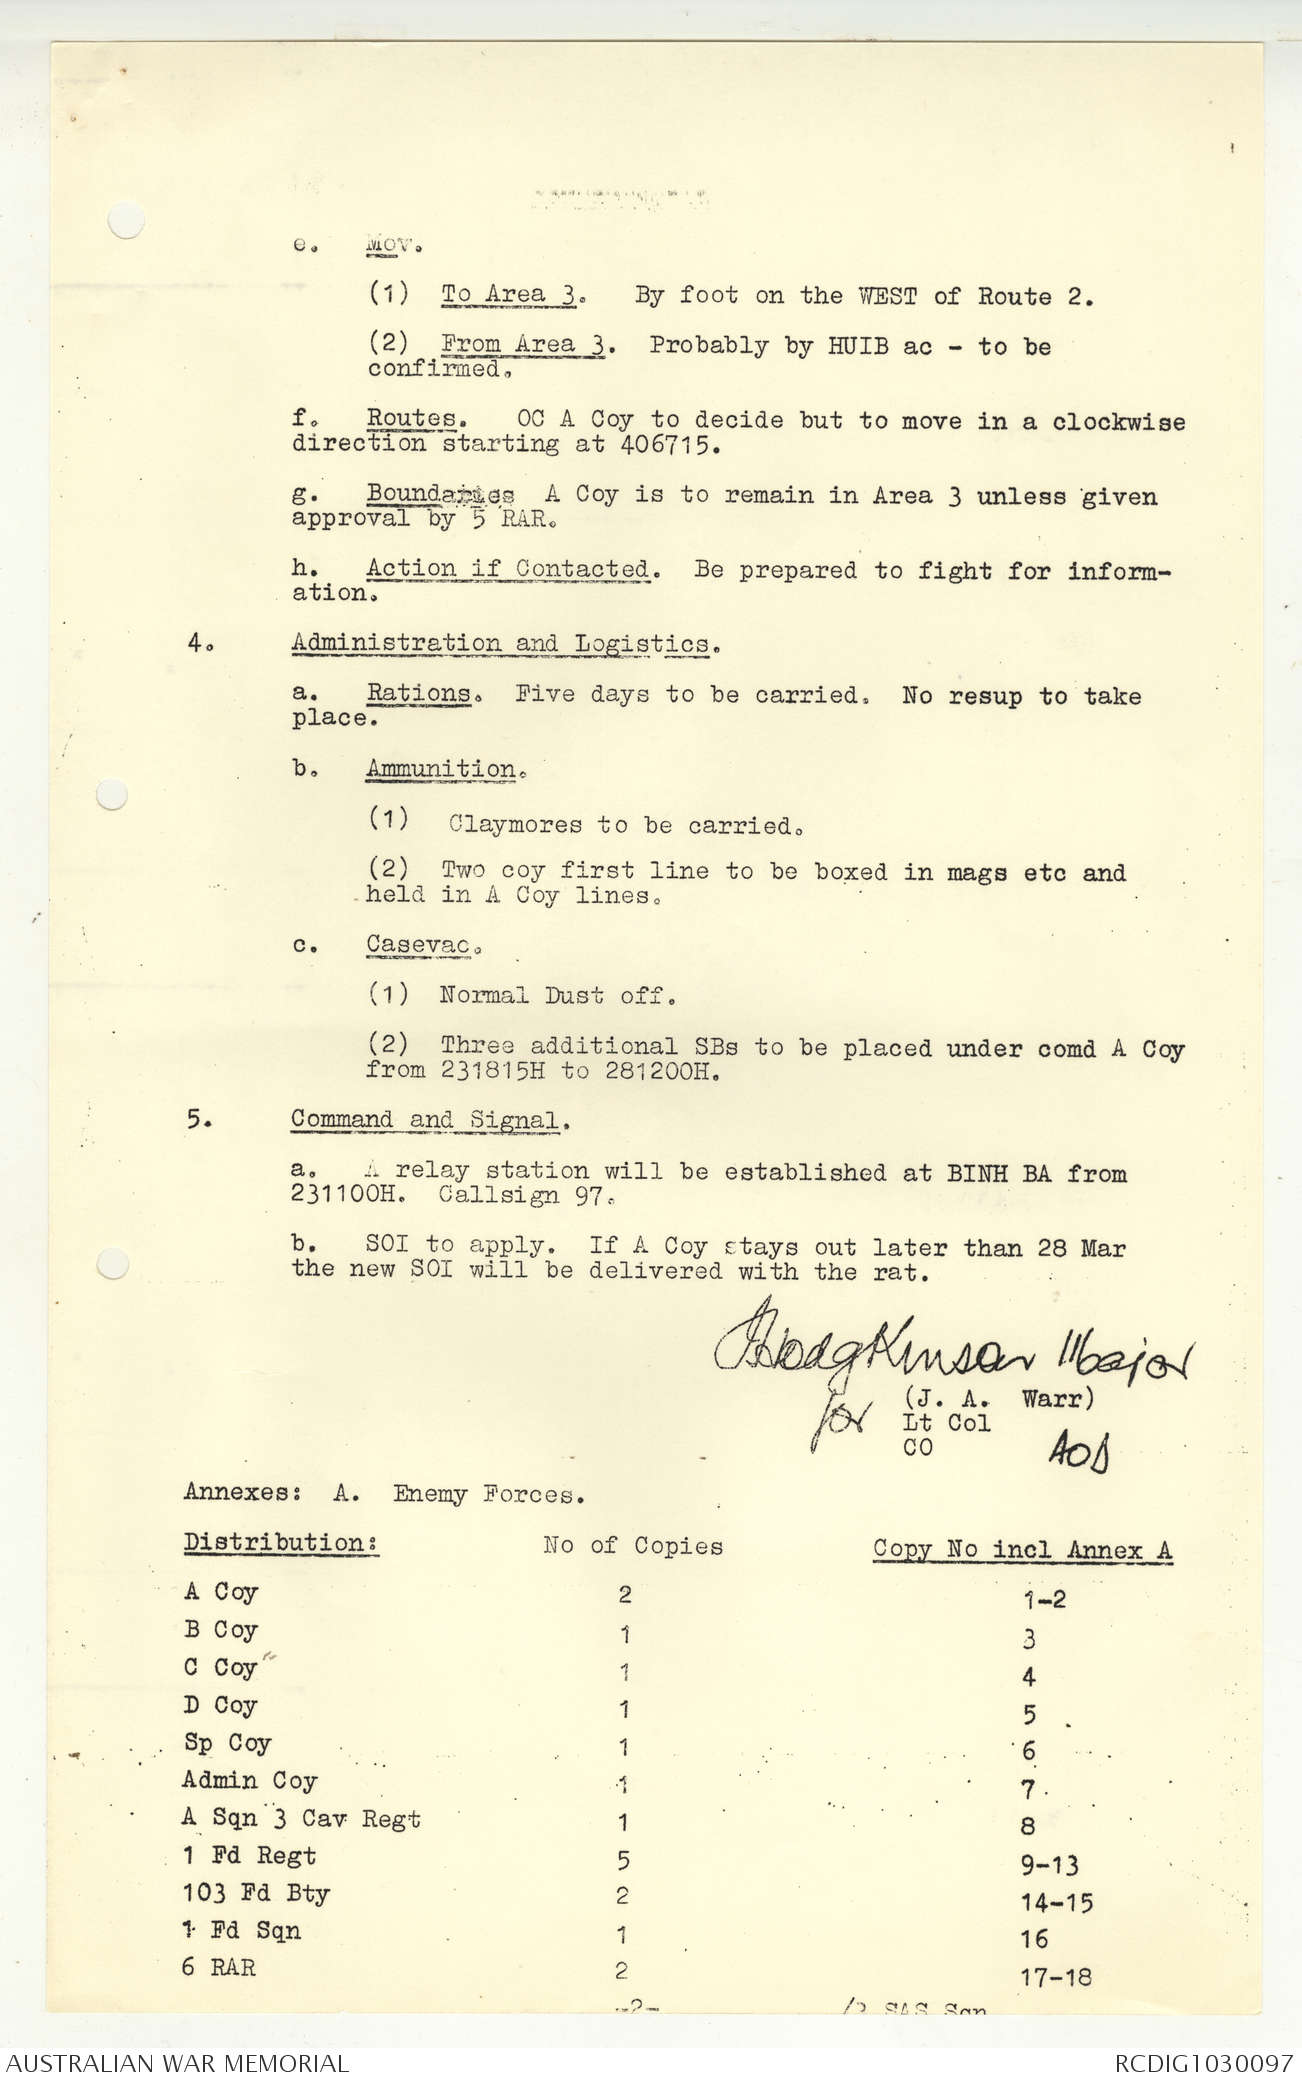 e. Mov.
(1) To Area 3. By foot on the WEST of Route 2.
(2) From Area 3. Probably by HUIB ac - to be
confirmed.
f. Routes. OC A Coy to decide but to move in a clockwise
direction starting at 406715.
g. Boundaries A Coy is to remain in Area 3 unless given
approval by 5 RAR.
h. Action if Contacted. Be prepared to fight for inform-
ation.
4. Administration and Logistics.
a. Rations. Five days to be carried. No resup to take
place.
b. Ammunition.
(1) Claymores to be carried.
(2) Two coy first line to be boxed in mags etc and
held in A Coy lines.
c. Casevac.
(1) Normal Dust off.
(2) Three additional SBs to be placed under comd A Coy
from 231815H to 281200H.
5. Command and Signal.
a. A relay station will be established at BINH BA from
231100H. Callsign 97.
b. SOI to apply. If A Coy stays out later than 28 Mar
the new SOI will be delivered with the rat.
Hodgkinson Major
for (J. A. Warr)
Lt Col
CO
Annexes: A. Enemy Forces.
Distribution: No of Copies Copy No incl Annex A
A Coy 2 1-2
B Coy 1 3
C Coy 1 4
D Coy 1 5
Sp Coy 1 6
Admin Coy 1 7
A Sqn 3 Cav Regt 1 8
1 Fd Regt 5 9-13
103 Fd Bty 2 14-15
1 Fd Sqn 1 16
6 RAR 2 17-18
-2- SAS Sqn
AUSTRALIAN WAR MEMORIAL RCDIG1030097